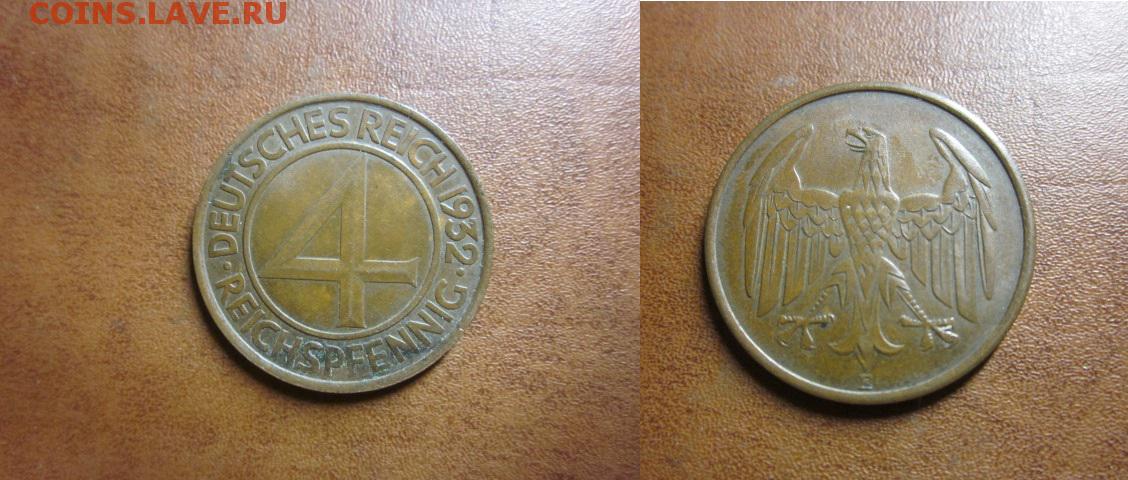 COINS.LAVE.RU
DEUTSCHES REICH 1932
4
REICHSPFENNIG
E